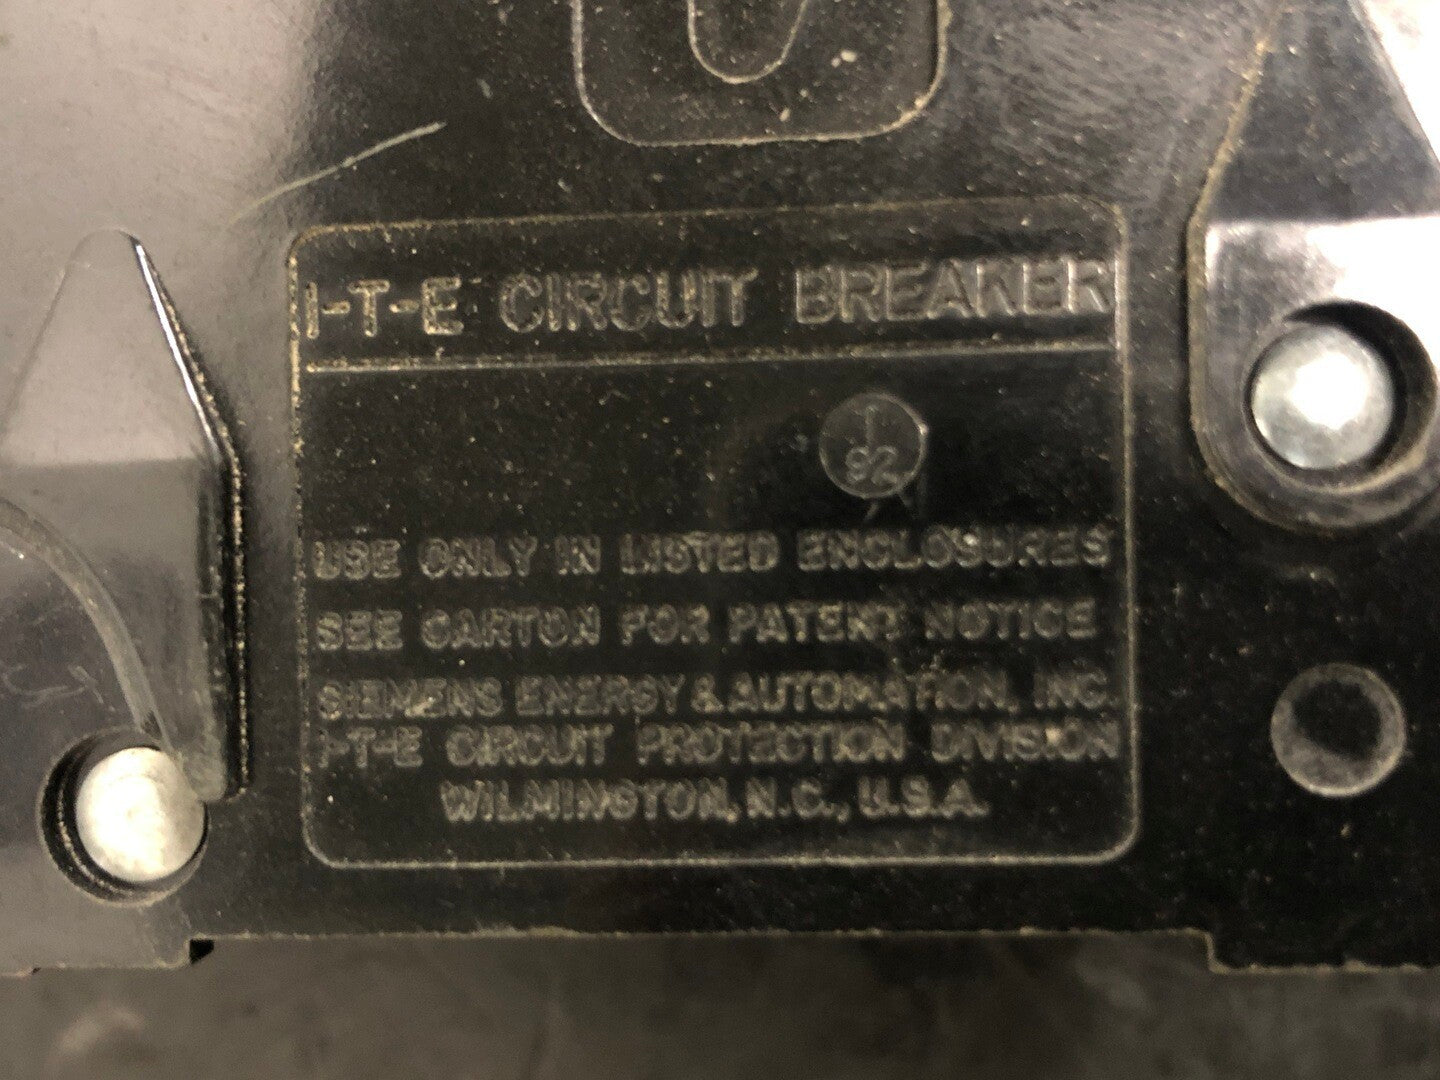 I-T-E CIRCUIT BREAKER
1
92
USE ONLY IN LISTED ENCLOSURES
SEE CARTON FOR PATENT NOTICE
SIEMENS ENERGY & AUTOMATION, INC.
I-T-E CIRCUIT PROTECTION DIVISION
WILMINGTON, N.C., U.S.A.